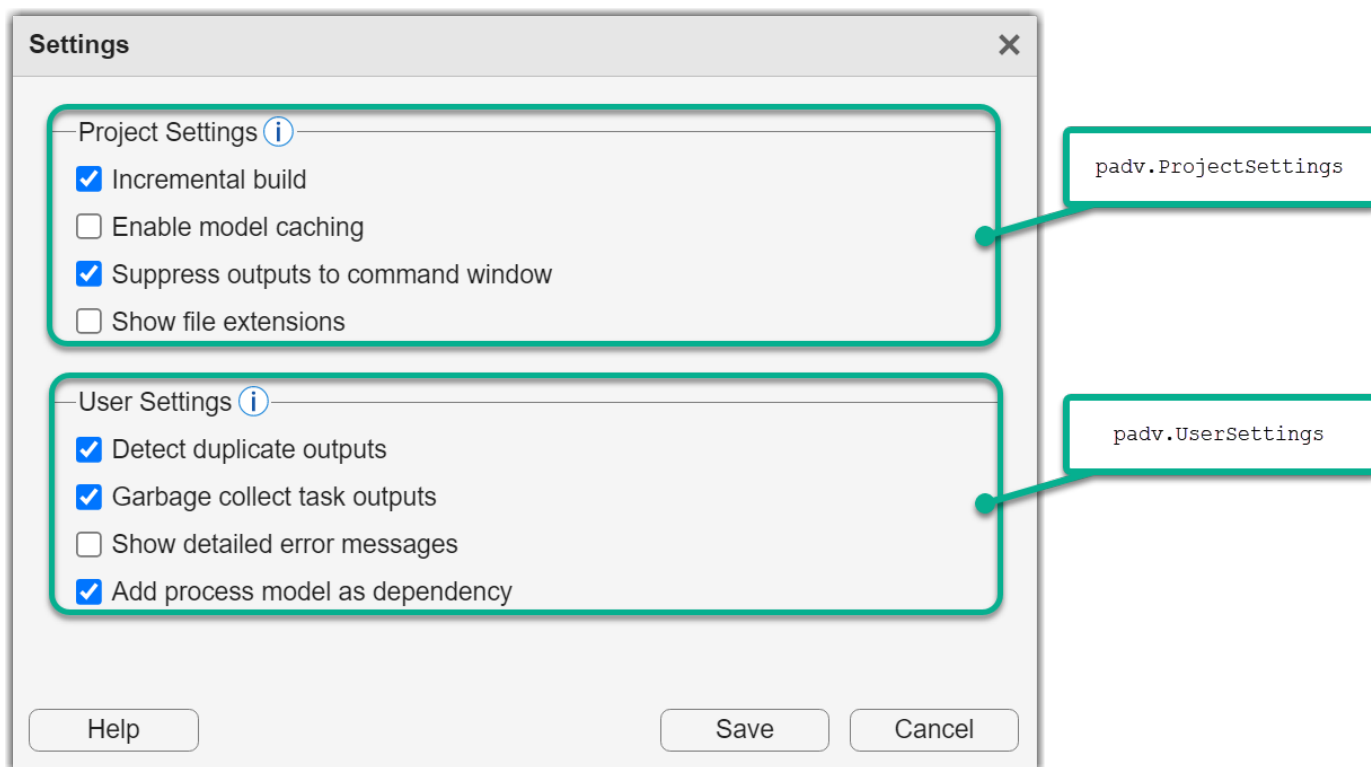 Settings
Project Settings
Incremental build
Enable model caching
Suppress outputs to command window
Show file extensions
padv.ProjectSettings
User Settings
Detect duplicate outputs
Garbage collect task outputs
Show detailed error messages
Add process model as dependency
padv.UserSettings
Help
Save
Cancel